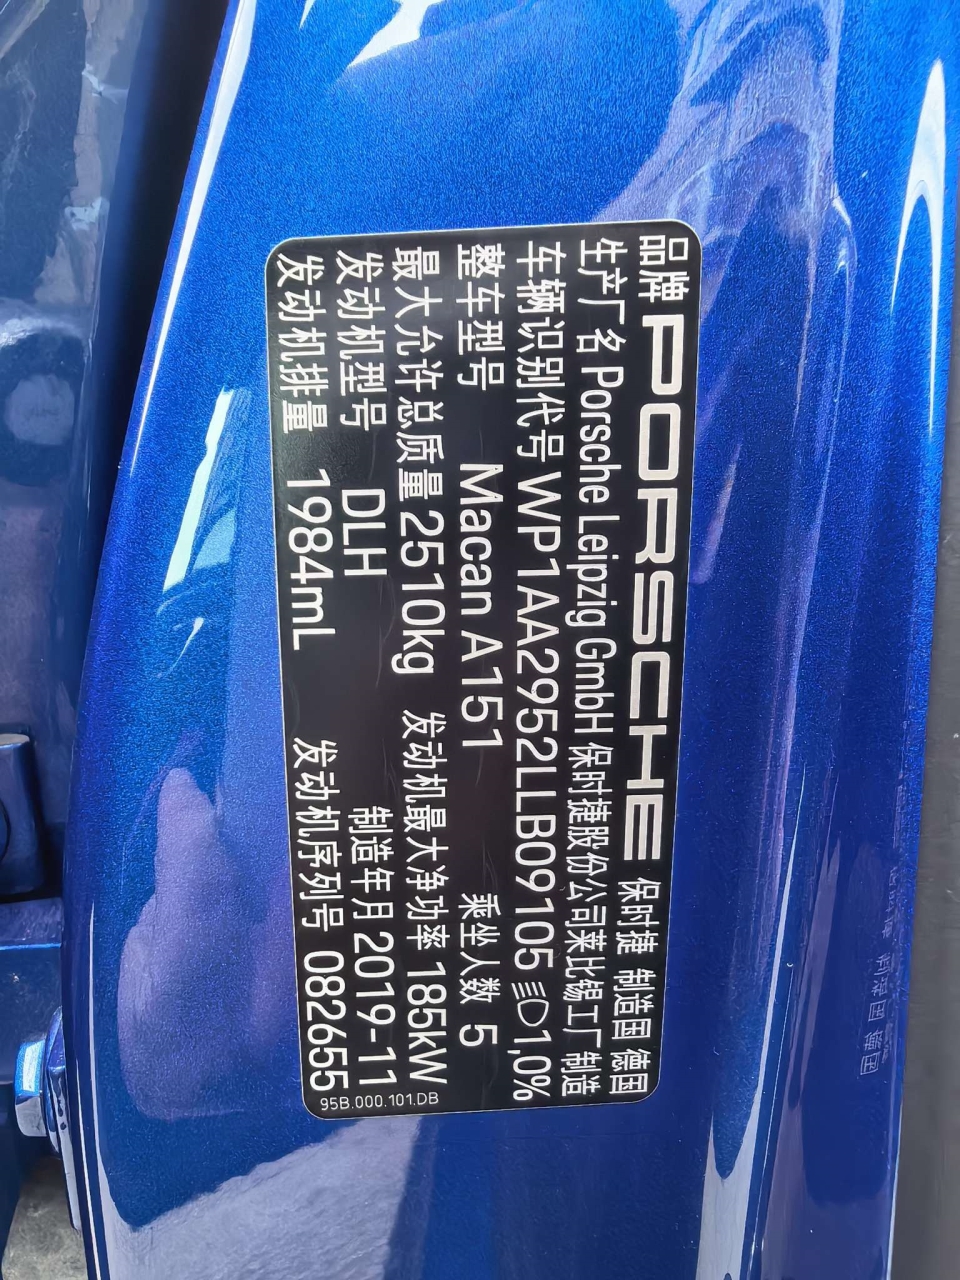 品牌 PORSCHE 保时捷 制造国 德国
生产厂名 Porsche Leipzig GmbH 保时捷股份公司莱比锡工厂制造
车辆识别代号 WP1AA2952LLB09105 1,0%
整车型号 Macan A151 乘坐人数 5
最大允许总质量 2510kg 发动机最大净功率 185kW
发动机型号 DLH 制造年月 2019-11
发动机排量 1984mL 发动机序列号 082655
95B.000.101.DB